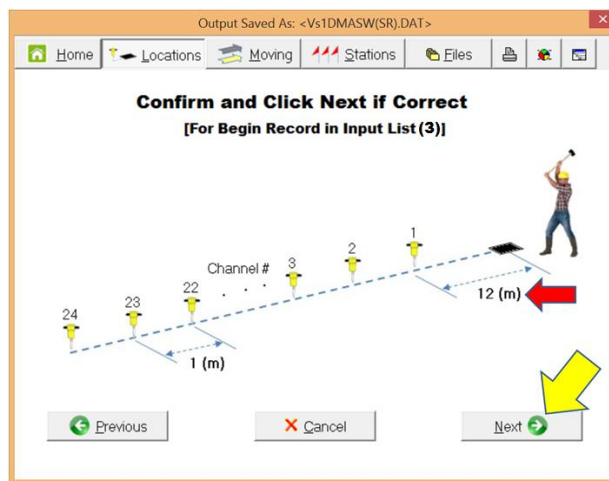 Output Saved As: <Vs1DMASW(SR).DAT>
Home Locations Moving Stations Files
Confirm and Click Next if Correct
[For Begin Record in Input List (3)]
1
2
Channel #
3
22
23
24
12 (m)
1 (m)
Previous Cancel Next